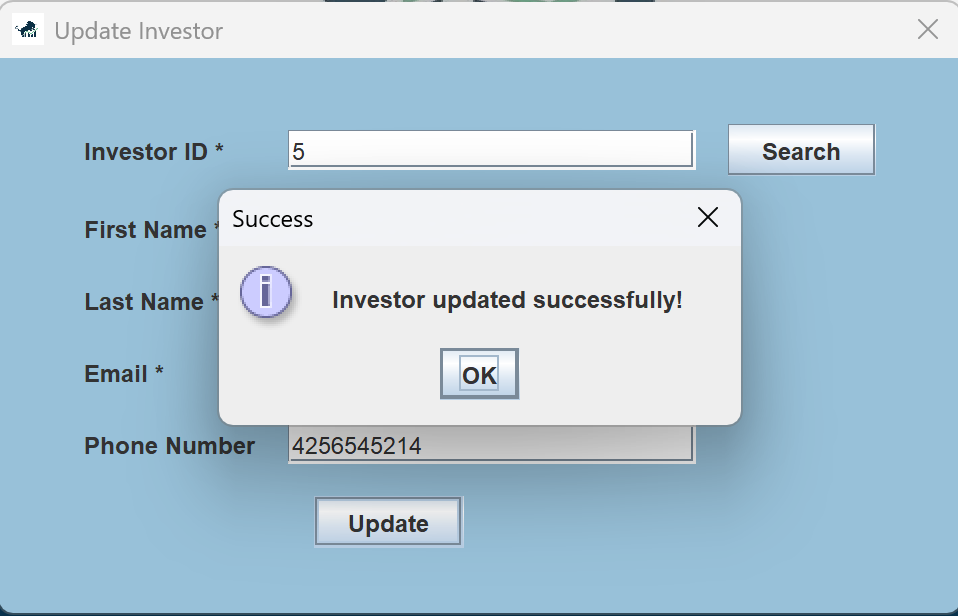 Update Investor
Investor ID * 5 Search
First Name *
Success
Investor updated successfully!
OK
Last Name *
Email *
Phone Number 4256545214
Update